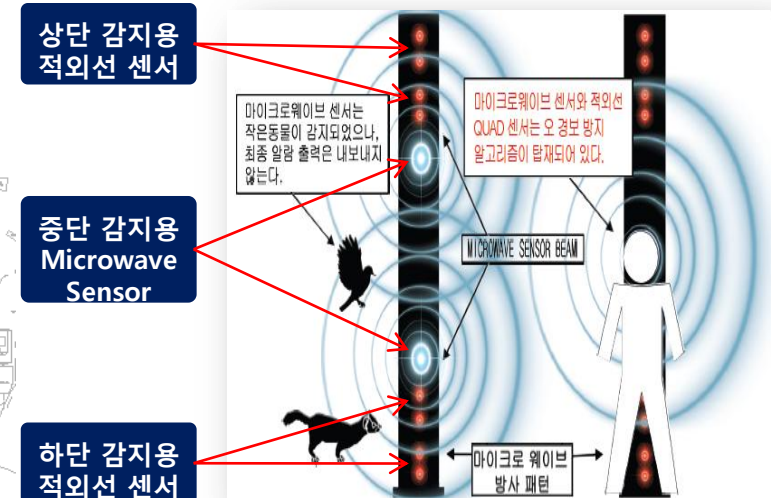 상단 감지용
적외선 센서
마이크로웨이브 센서는
작은동물이 감지되었으나,
최종 알람 출력은 내보내지
않는다.
마이크로웨이브 센서와 적외선
QUAD 센서는 오 경보 방지
알고리즘이 탑재되어 있다.
중단 감지용
Microwave
Sensor
MICROWAVE SENSOR BEAM
하단 감지용
적외선 센서
마이크로 웨이브
방사 패턴